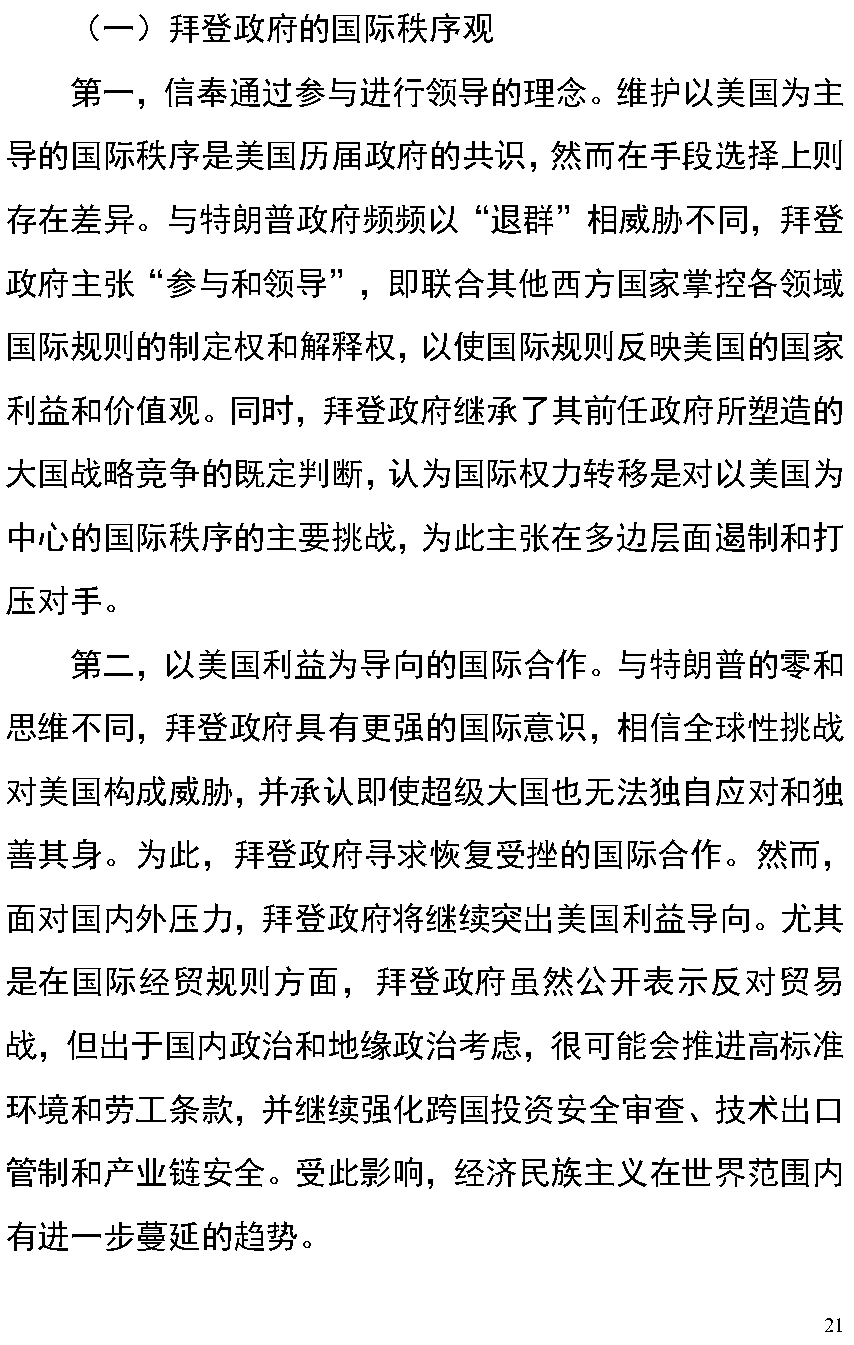 （一）拜登政府的国际秩序观
第一，信奉通过参与进行领导的理念。维护以美国为主
导的国际秩序是美国历届政府的共识，然而在手段选择上则
存在差异。与特朗普政府频频以“退群”相威胁不同，拜登
政府主张“参与和领导”，即联合其他西方国家掌控各领域
国际规则的制定权和解释权，以使国际规则反映美国的国家
利益和价值观。同时，拜登政府继承了其前任政府所塑造的
大国战略竞争的既定判断，认为国际权力转移是对以美国为
中心的国际秩序的主要挑战，为此主张在多边层面遏制和打
压对手。
第二，以美国利益为导向的国际合作。与特朗普的零和
思维不同，拜登政府具有更强的国际意识，相信全球性挑战
对美国构成威胁，并承认即使超级大国也无法独自应对和独
善其身。为此，拜登政府寻求恢复受挫的国际合作。然而，
面对国内外压力，拜登政府将继续突出美国利益导向。尤其
是在国际经贸规则方面，拜登政府虽然公开表示反对贸易
战，但出于国内政治和地缘政治考虑，很可能会推进高标准
环境和劳工条款，并继续强化跨国投资安全审查、技术出口
管制和产业链安全。受此影响，经济民族主义在世界范围内
有进一步蔓延的趋势。
21